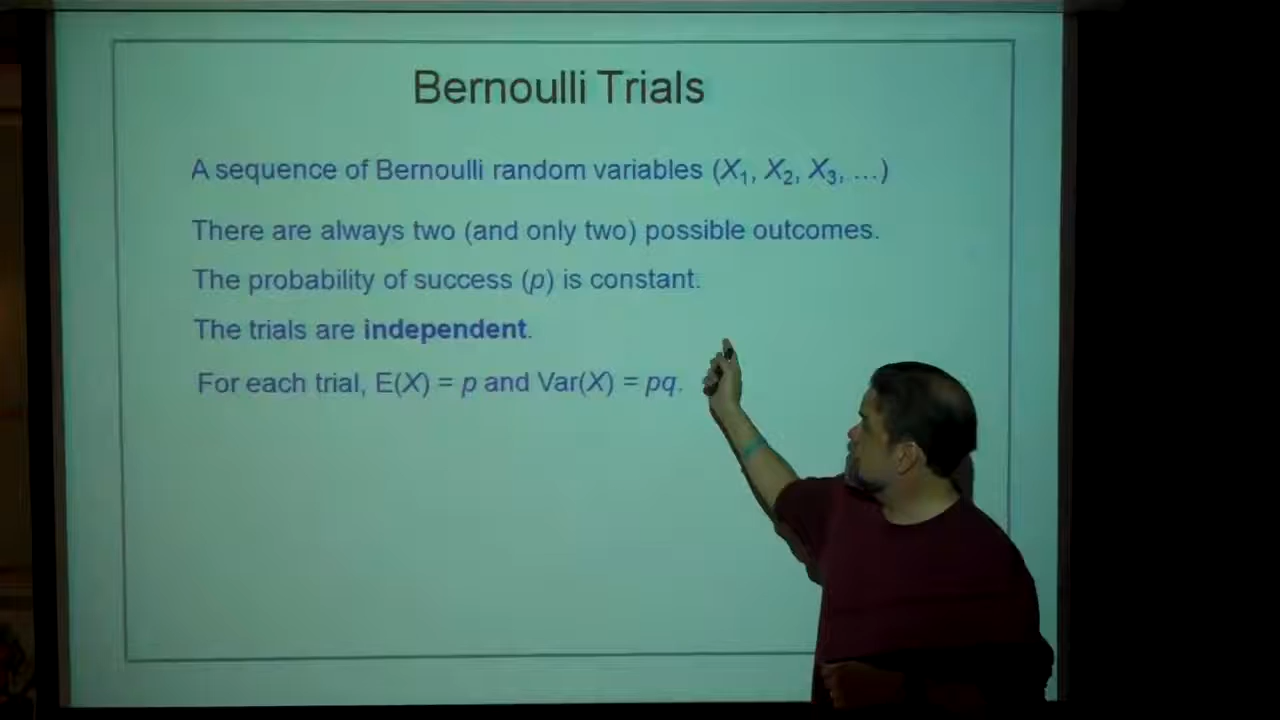 Bernoulli Trials
A sequence of Bernoulli random variables (X₁, X₂, X₃, …)
There are always two (and only two) possible outcomes.
The probability of success (p) is constant.
The trials are independent.
For each trial, E(X) = p and Var(X) = pq.